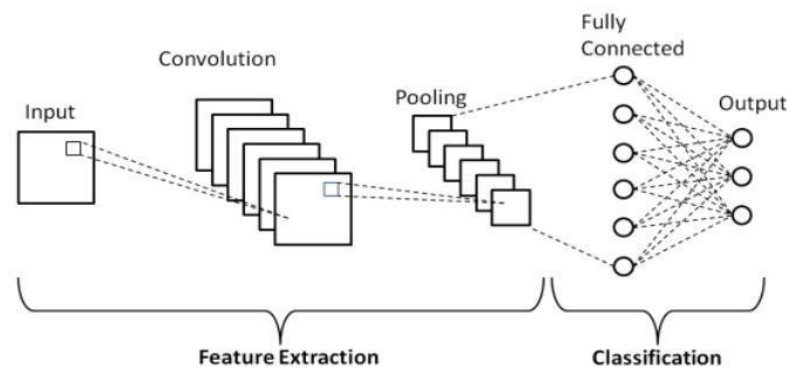 Fully
Connected
Convolution
Pooling
Output
Input
Feature Extraction
Classification